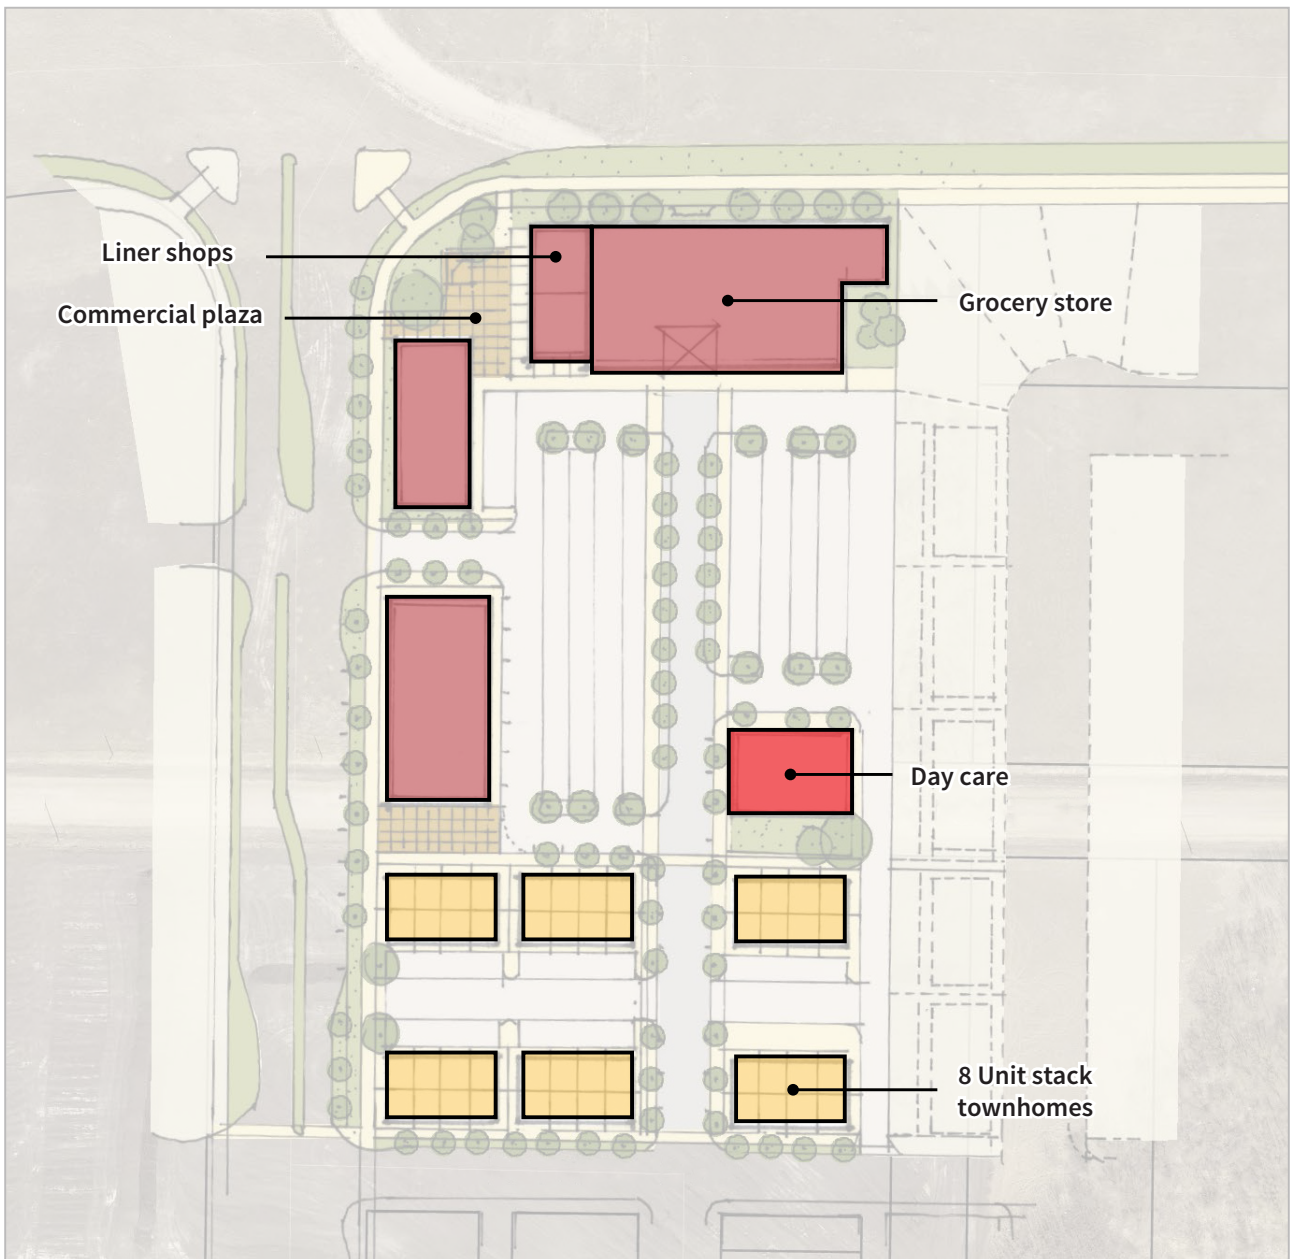 Liner shops
Commercial plaza
Grocery store
Day care
8 Unit stack
townhomes